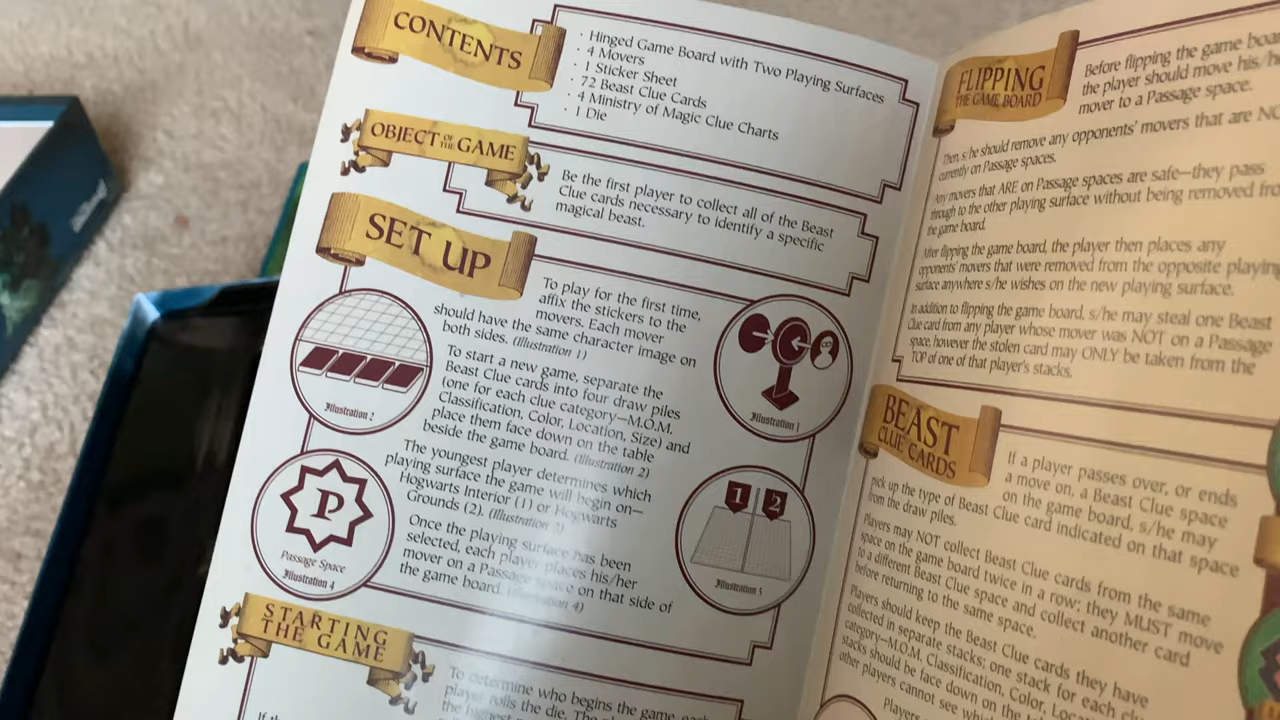 CONTENTS
· Hinged Game Board with Two Playing Surfaces
· 4 Movers
· 1 Sticker Sheet
· 72 Beast Clue Cards
· 4 Ministry of Magic Clue Charts
· 1 Die
OBJECT OF THE GAME
Be the first player to collect all of the Beast
Clue cards necessary to identify a specific
magical beast.
SET UP
To play for the first time,
affix the stickers to the
movers. Each mover
should have the same character image on
both sides. (Illustration 1)
Illustration 1
To start a new game, separate the
Beast Clue cards into four draw piles
(one for each clue category—M.O.M.
Classification, Color, Location, Size) and
place them face down on the table
beside the game board. (Illustration 2)
Illustration 2
The youngest player determines which
playing surface the game will begin on—
Hogwarts Interior (1) or Hogwarts
Grounds (2). (Illustration
1 2
Illustration 3
Once the playing surface has been
selected, each player places his/her
mover on a Passage space on that side of
the game board. (Illustration 4)
P
Passage Space
Illustration 4
STARTING
THE GAME
To determine who begins the game, each
player rolls the die. The
the highest
If the
FLIPPING
THE GAME BOARD
Before flipping the game
the player should move
mover to a Passage space.
Then, s/he should remove any opponents' movers that are
currently on Passage spaces.
Any movers that ARE on Passage spaces are safe—they pass
through to the other playing surface without being removed
the game board.
After flipping the game board, the player then places any
opponents' movers that were removed from the opposite
surface anywhere s/he wishes on the new playing surface.
In addition to flipping the game board, s/he may steal one Beast
Clue card from any player whose mover was NOT on a Passage
space, however the stolen card may ONLY be taken from the
TOP of one of that player's stacks.
BEAST
CLUE CARDS
If a player passes over, or ends
a move on, a Beast Clue space
on the game board, s/he may
pick up the type of Beast Clue card indicated on that space
from the draw piles.
Players may NOT collect Beast Clue cards from the same
space on the game board twice in a row; they MUST move
to a different Beast Clue space and collect another card
before returning to the same space.
Players should keep the Beast Clue cards they have
collected in separate stacks; one stack for each
category—M.O.M. Classification, Color,
stacks should be face down on the
other players cannot see which
Players